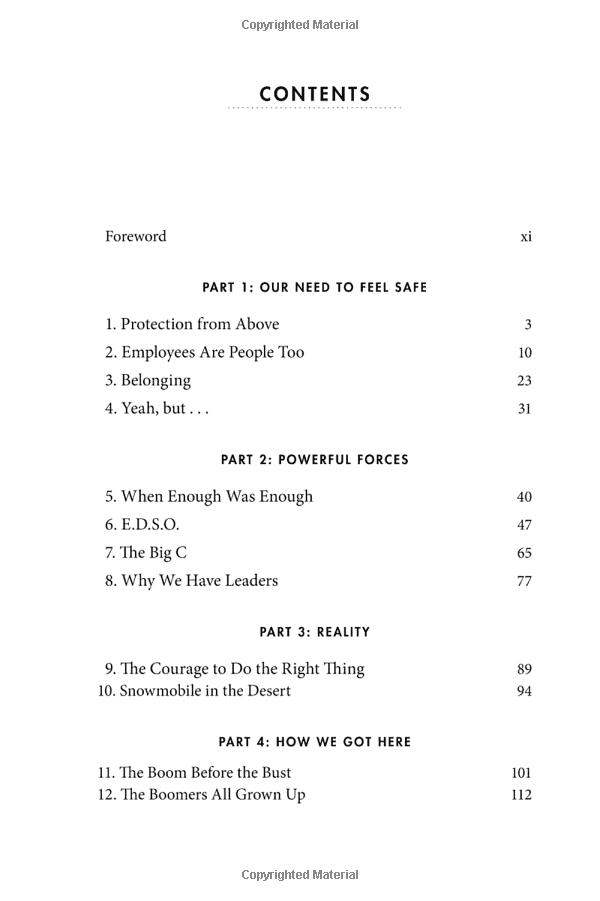 Copyrighted Material
CONTENTS
Foreword xi
PART 1: OUR NEED TO FEEL SAFE
1. Protection from Above 3
2. Employees Are People Too 10
3. Belonging 23
4. Yeah, but . . . 31
PART 2: POWERFUL FORCES
5. When Enough Was Enough 40
6. E.D.S.O. 47
7. The Big C 65
8. Why We Have Leaders 77
PART 3: REALITY
9. The Courage to Do the Right Thing 89
10. Snowmobile in the Desert 94
PART 4: HOW WE GOT HERE
11. The Boom Before the Bust 101
12. The Boomers All Grown Up 112
Copyrighted Material